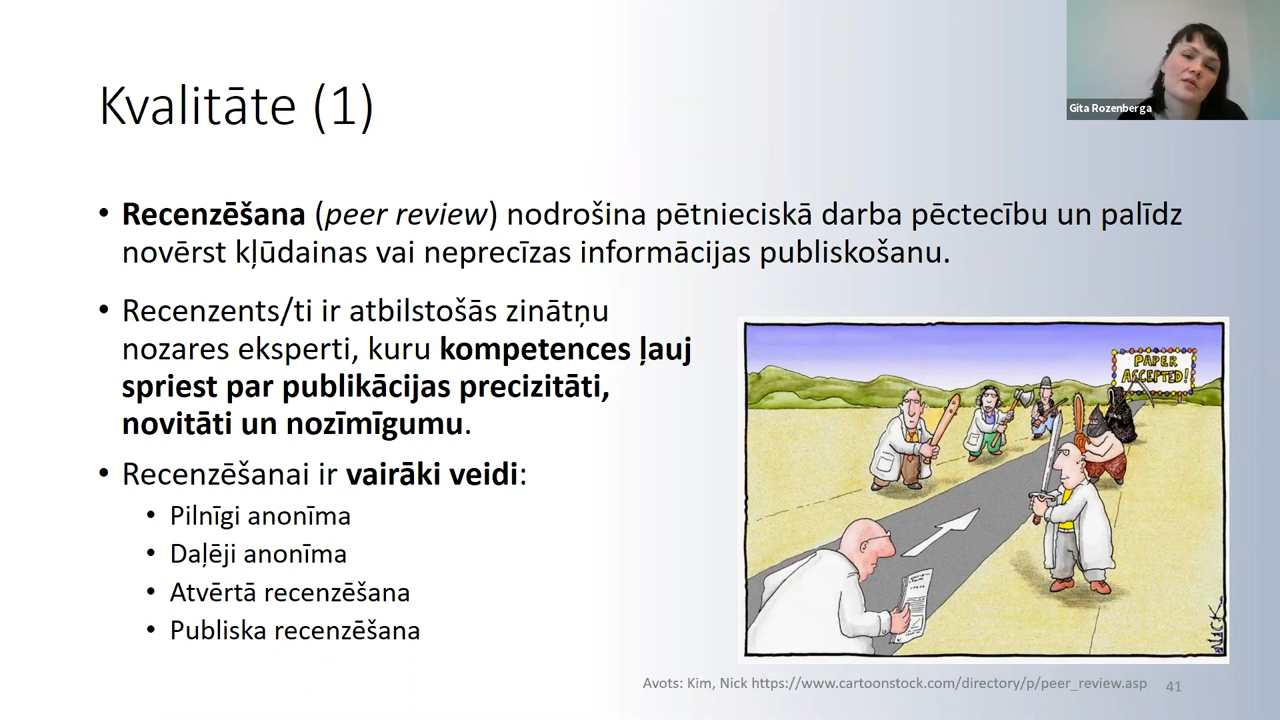 Gita Rozenberga
Kvalitāte (1)
• Recenzēšana (peer review) nodrošina pētnieciskā darba pēctecību un palīdz
novērst kļūdainas vai neprecīzas informācijas publiskošanu.
• Recenzents/ti ir atbilstošās zinātņu
nozares eksperti, kuru kompetences ļauj
spriest par publikācijas precizitāti,
novitāti un nozīmīgumu.
• Recenzēšanai ir vairāki veidi:
• Pilnīgi anonīma
• Daļēji anonīma
• Atvērtā recenzēšana
• Publiska recenzēšana
PAPER
ACCEPTED!
Avots: Kim, Nick https://www.cartoonstock.com/directory/p/peer_review.asp
41